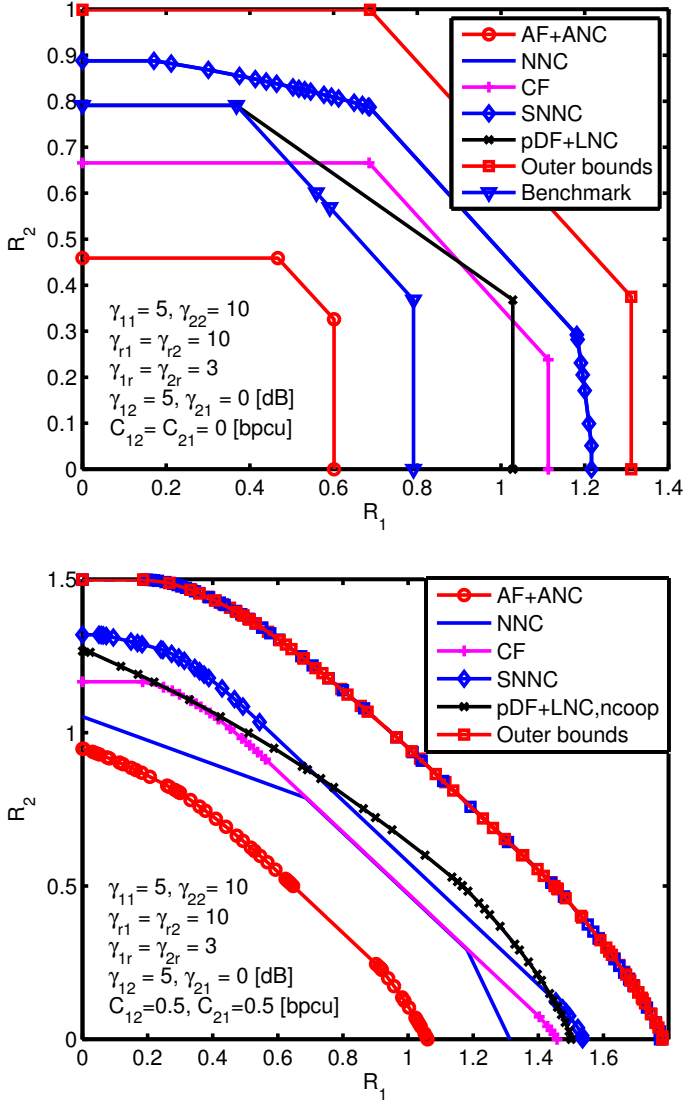 1
0.9
0.8
0.7
0.6
0.5
0.4
0.3
0.2
0.1
0
R2
AF+ANC
NNC
CF
SNNC
pDF+LNC
Outer bounds
Benchmark
γ11= 5, γ22 = 10
γr1 = γr2 = 10
γ1r = γ2r = 3
γ12 = 5, γ21 = 0 [dB]
C12= C21= 0 [bpcu]
0 0.2 0.4 0.6 0.8 1 1.2 1.4
R1
1.5
1
0.5
0
R2
AF+ANC
NNC
CF
SNNC
pDF+LNC,ncoop
Outer bounds
γ11= 5, γ22 = 10
γr1 = γr2 = 10
γ1r = γ2r = 3
γ12 = 5, γ21 = 0 [dB]
C12=0.5, C21=0.5 [bpcu]
0 0.2 0.4 0.6 0.8 1 1.2 1.4 1.6
R1